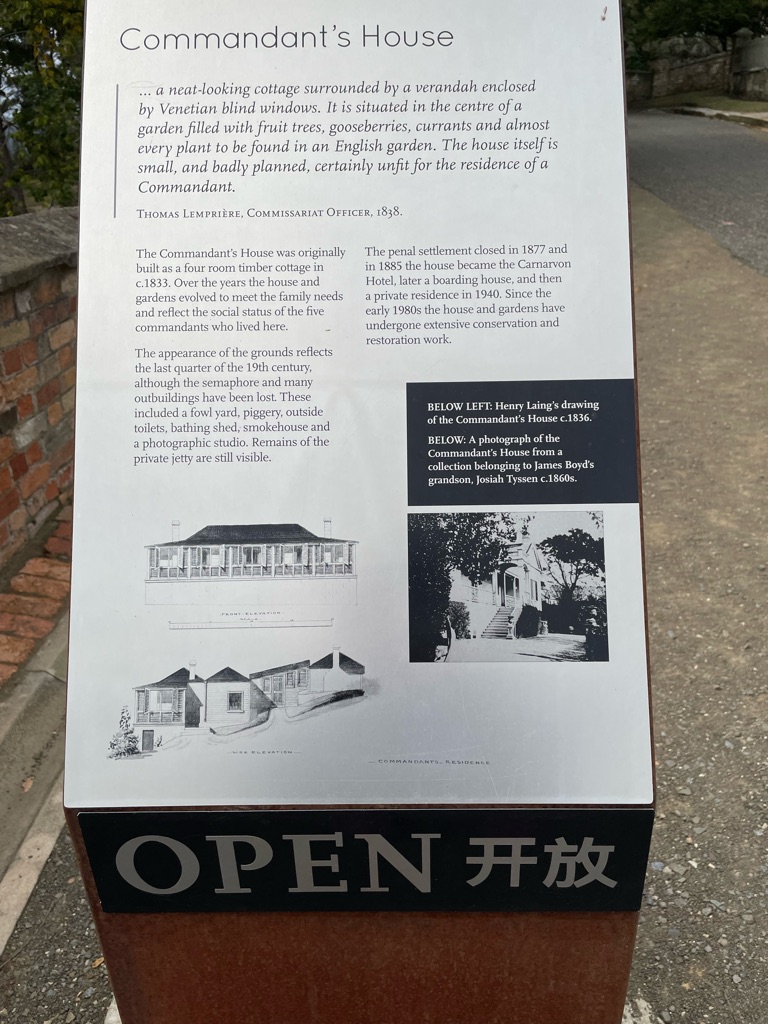 Commandant's House
... a neat-looking cottage surrounded by a verandah enclosed
by Venetian blind windows. It is situated in the centre of a
garden filled with fruit trees, gooseberries, currants and almost
every plant to be found in an English garden. The house itself is
small, and badly planned, certainly unfit for the residence of a
Commandant.
Thomas Lemprière, Commissariat Officer, 1838.
The Commandant's House was originally
built as a four room timber cottage in
c.1833. Over the years the house and
gardens evolved to meet the family needs
and reflect the social status of the five
commandants who lived here.
The appearance of the grounds reflects
the last quarter of the 19th century,
although the semaphore and many
outbuildings have been lost. These
included a fowl yard, piggery, outside
toilets, bathing shed, smokehouse and
a photographic studio. Remains of the
private jetty are still visible.
The penal settlement closed in 1877 and
in 1885 the house became the Carnarvon
Hotel, later a boarding house, and then
a private residence in 1940. Since the
early 1980s the house and gardens have
undergone extensive conservation and
restoration work.
BELOW LEFT: Henry Laing's drawing
of the Commandant's House c.1836.
BELOW: A photograph of the
Commandant's House from a
collection belonging to James Boyd's
grandson, Josiah Tyssen c.1860s.
FRONT ELEVATION
SCALE
ELEVATION
COMMANDANTS, RESIDENCE
OPEN 开放